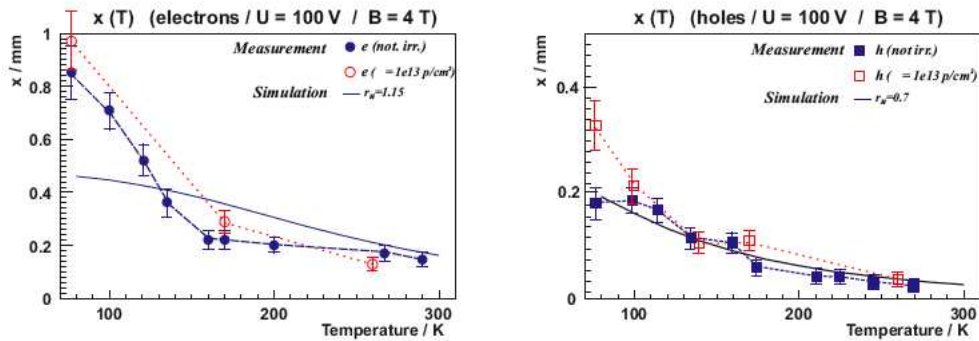 x (T) (electrons / U = 100 V / B = 4 T)
x / mm
1
0.8
0.6
0.4
0.2
0
Measurement
e (not. irr.)
e ( = 1e13 p/cm²)
Simulation
r_H=1.15
100
200
300
Temperature / K
x (T) (holes / U = 100 V / B = 4 T)
x / mm
0.4
0.2
0
Measurement
h (not irr.)
h ( = 1e13 p/cm²)
Simulation
r_H=0.7
100
200
300
Temperature / K